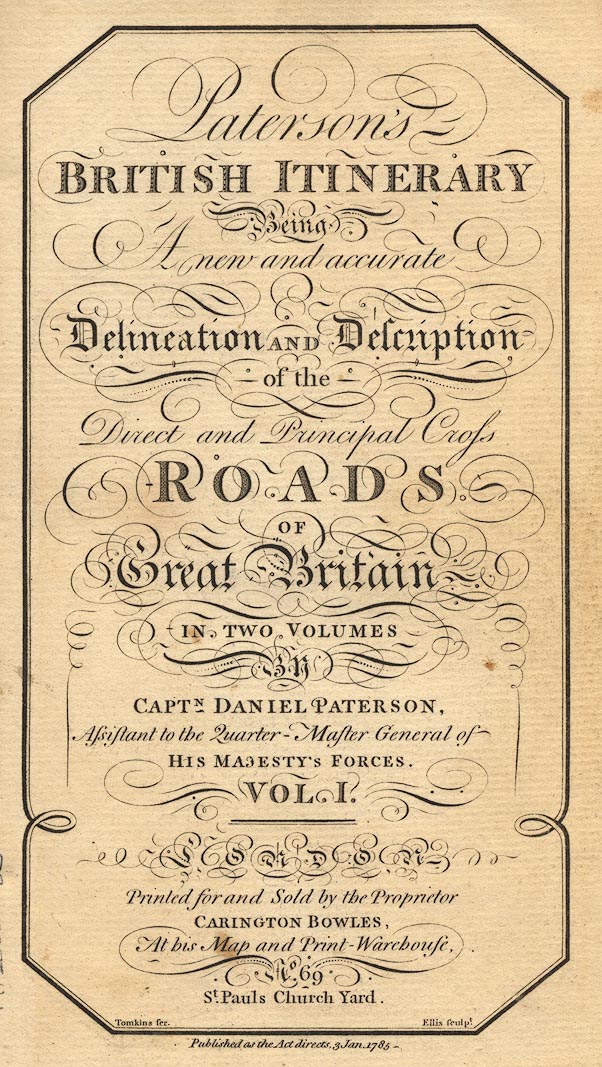 Paterson's
BRITISH ITINERARY
Being
A new and accurate
Delineation AND Deſcription
of the
Direct and Principal Croſs
ROADS
OF
Great Britain
IN TWO VOLUMES
BY
CAPTN DANIEL PATERSON,
Aſsiſtant to the Quarter-Maſter General of
HIS MAJESTY'S FORCES.
VOL. I.
LONDON
Printed for and Sold by the Proprietor
CARINGTON BOWLES,
At his Map and Print-Warehouſe,
No. 69
St. Pauls Church Yard.
Tomkins ſcr. Ellis ſculpt.
Publiſhed as the Act directs, 3 Jan. 1785